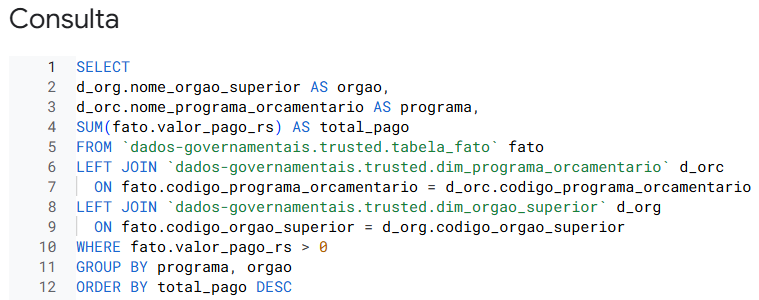 Consulta
1 SELECT
2 d_org.nome_orgao_superior AS orgao,
3 d_orc.nome_programa_orcamentario AS programa,
4 SUM(fato.valor_pago_rs) AS total_pago
5 FROM `dados-governamentais.trusted.tabela_fato` fato
6 LEFT JOIN `dados-governamentais.trusted.dim_programa_orcamentario` d_orc
7 ON fato.codigo_programa_orcamentario = d_orc.codigo_programa_orcamentario
8 LEFT JOIN `dados-governamentais.trusted.dim_orgao_superior` d_org
9 ON fato.codigo_orgao_superior = d_org.codigo_orgao_superior
10 WHERE fato.valor_pago_rs > 0
11 GROUP BY programa, orgao
12 ORDER BY total_pago DESC